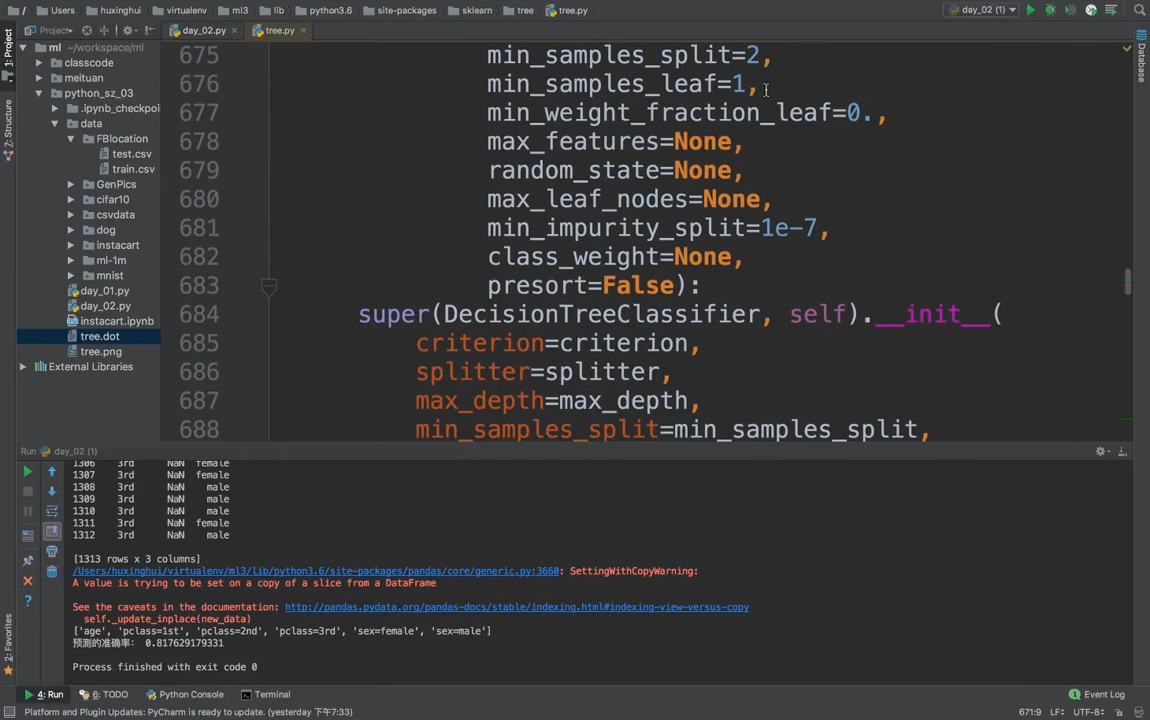 / Users huxinghui virtualenv ml3 lib python3.6 site-packages sklearn tree tree.py day_02 (1)
Project day_02.py × tree.py ×
ml ~/workspace/ml
classcode
meituan
python_sz_03
.ipynb_checkpoi
data
FBlocation
test.csv
train.csv
GenPics
cifar10
csvdata
dog
instacart
ml-1m
mnist
day_01.py
day_02.py
instacart.ipynb
tree.dot
tree.png
External Libraries
1: Project
7: Structure
2: Favorites
Database
675 min_samples_split=2,
676 min_samples_leaf=1,
677 min_weight_fraction_leaf=0.,
678 max_features=None,
679 random_state=None,
680 max_leaf_nodes=None,
681 min_impurity_split=1e-7,
682 class_weight=None,
683 presort=False):
684 super(DecisionTreeClassifier, self).__init__(
685 criterion=criterion,
686 splitter=splitter,
687 max_depth=max_depth,
688 min_samples_split=min_samples_split,
Run day_02 (1)
1306 3rd NaN female
1307 3rd NaN female
1308 3rd NaN male
1309 3rd NaN male
1310 3rd NaN male
1311 3rd NaN female
1312 3rd NaN male
[1313 rows x 3 columns]
/Users/huxinghui/virtualenv/ml3/lib/python3.6/site-packages/pandas/core/generic.py:3660: SettingWithCopyWarning:
A value is trying to be set on a copy of a slice from a DataFrame
See the caveats in the documentation: http://pandas.pydata.org/pandas-docs/stable/indexing.html#indexing-view-versus-copy
self._update_inplace(new_data)
['age', 'pclass=1st', 'pclass=2nd', 'pclass=3rd', 'sex=female', 'sex=male']
预测的准确率： 0.817629179331
Process finished with exit code 0
4: Run 6: TODO Python Console Terminal 1 Event Log
Platform and Plugin Updates: PyCharm is ready to update. (yesterday 下午7:33) 671:9 LF÷ UTF-8÷